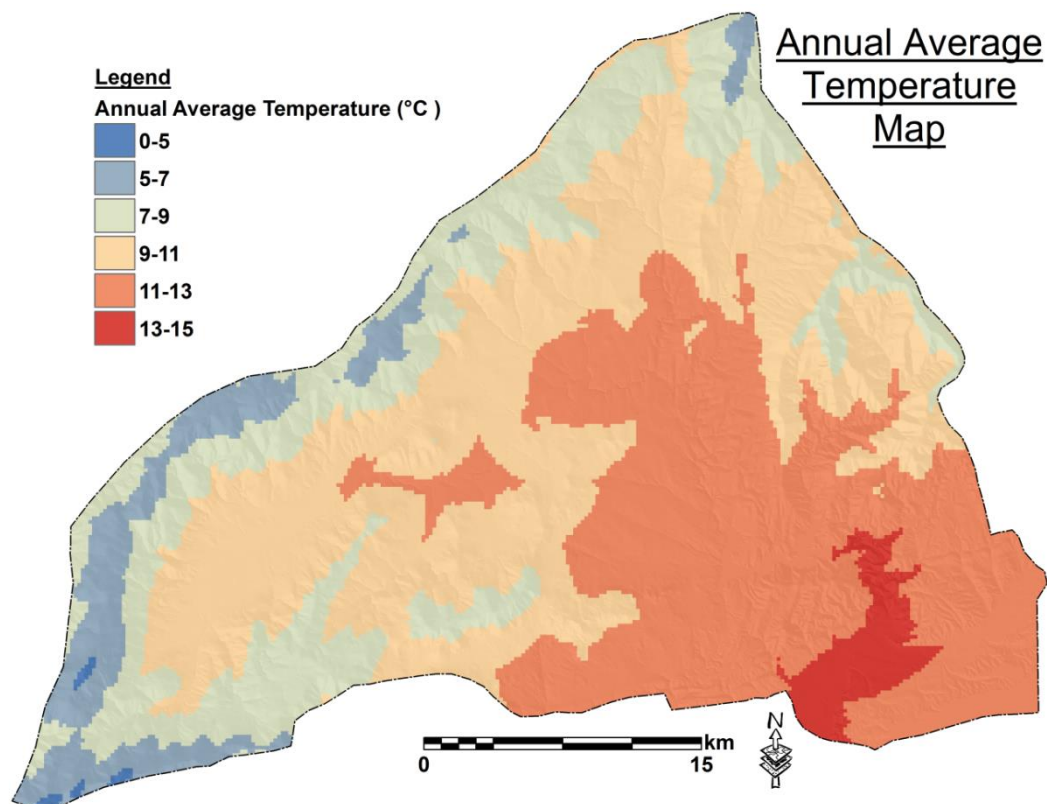 Annual Average
Temperature
Map
Legend
Annual Average Temperature (°C )
0-5
5-7
7-9
9-11
11-13
13-15
km
0 15
N